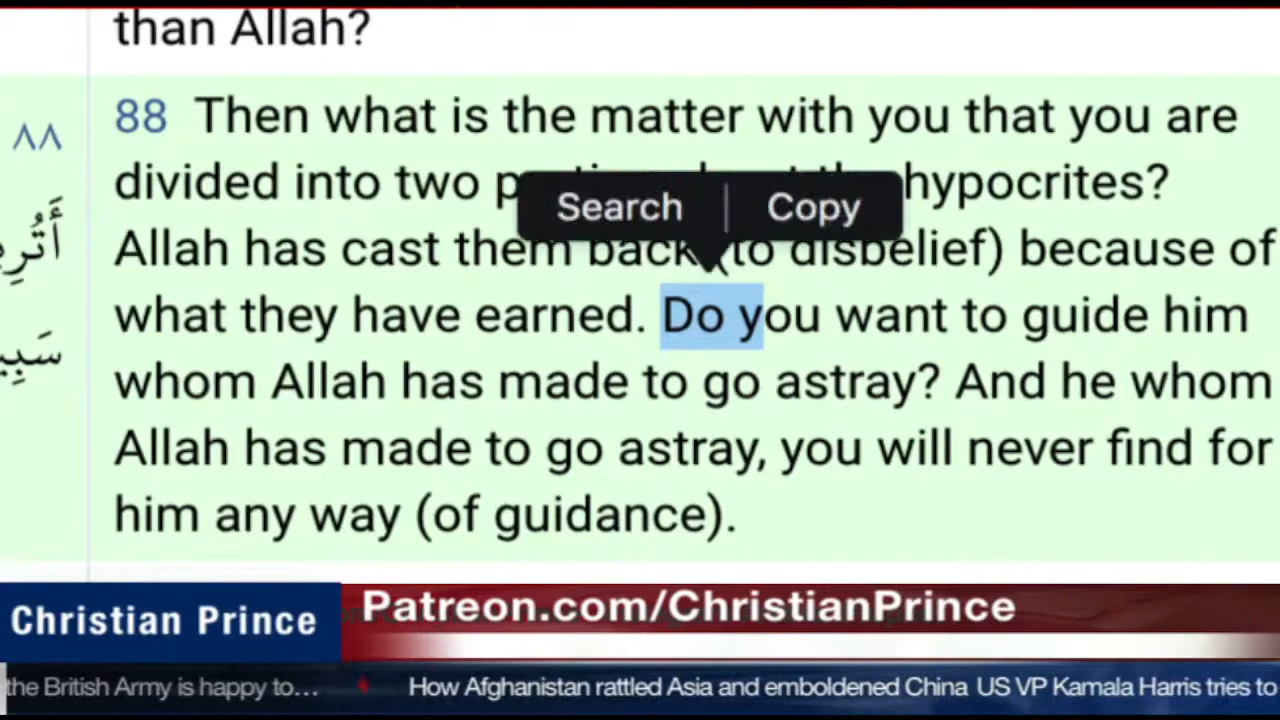 than Allah?
88 Then what is the matter with you that you are
٨٨
divided into two hypocrites?
Search Copy
Allah has cast them back (to disbelief) because of
what they have earned. Do you want to guide him
whom Allah has made to go astray? And he whom
Allah has made to go astray, you will never find for
him any way (of guidance).
Christian Prince
Patreon.com/ChristianPrince
the British Army is happy to... How Afghanistan rattled Asia and emboldened China US VP Kamala Harris tries to